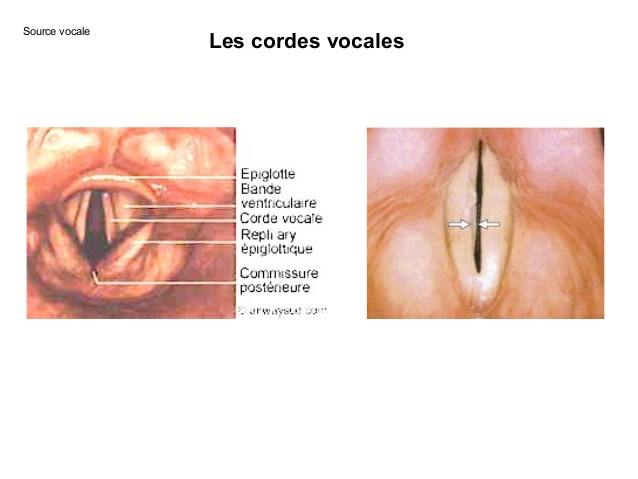 Source vocale
Les cordes vocales
Epiglotte
Bande
ventriculaire
Corde vocale
Repli ary
épiglottique
Commissure
postérieure